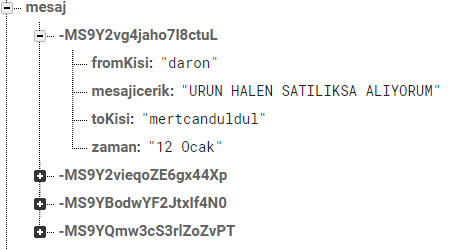 mesaj
-MS9Y2vg4jaho7l8ctuL
fromKisi: "daron"
mesajicerik: "URUN HALEN SATILIKSA ALIYORUM"
toKisi: "mertcanduldul"
zaman: "12 Ocak"
-MS9Y2vieqoZE6gx44Xp
-MS9YBodwYF2JtxIf4N0
-MS9YQmw3cS3rlZoZvPT